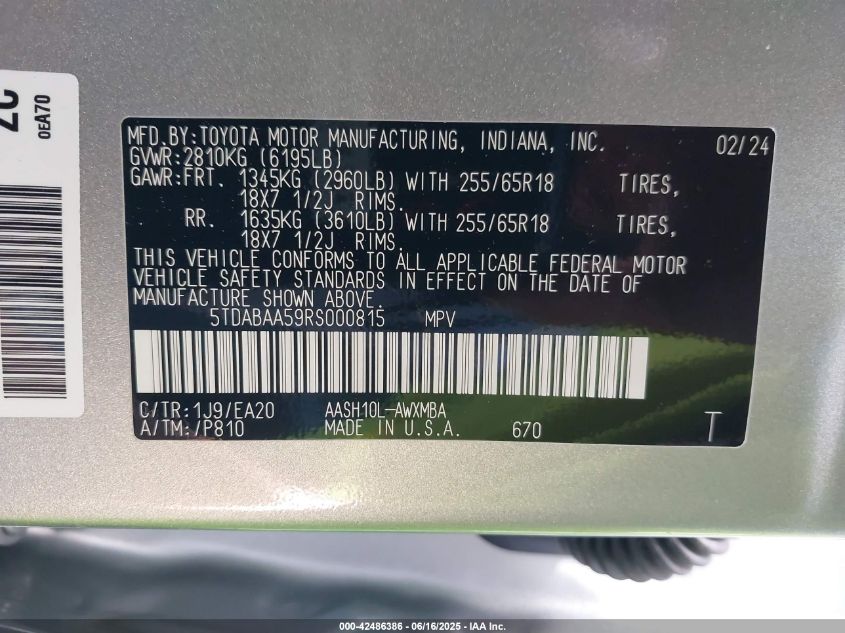 0EA70
MFD.BY:TOYOTA MOTOR MANUFACTURING, INDIANA, INC. 02/24
GVWR:2810KG (6195LB)
GAWR:FRT. 1345KG (2960LB) WITH 255/65R18 TIRES,
18X7 1/2J RIMS.
RR. 1635KG (3610LB) WITH 255/65R18 TIRES,
18X7 1/2J RIMS.
THIS VEHICLE CONFORMS TO ALL APPLICABLE FEDERAL MOTOR
VEHICLE SAFETY STANDARDS IN EFFECT ON THE DATE OF
MANUFACTURE SHOWN ABOVE.
5TDABAA59RS000815 MPV
C/TR:1J9/EA20 AASH10L-AWXMBA
A/TM:/P810 MADE IN U.S.A. 670 T
000-42486386 - 06/16/2025 - IAA Inc.